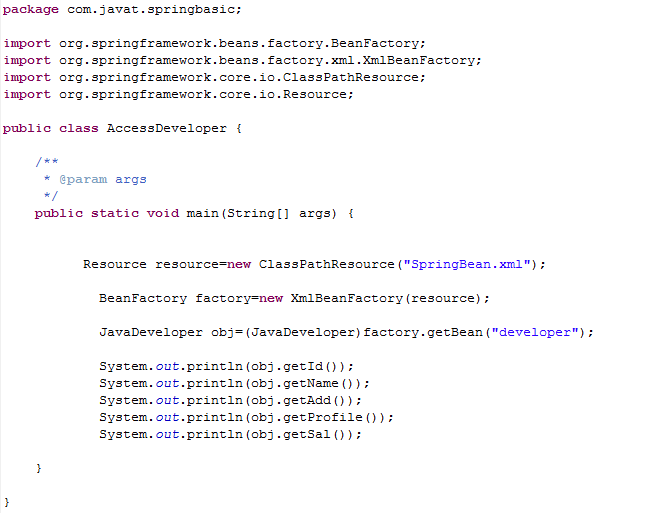 package com.javat.springbasic;
import org.springframework.beans.factory.BeanFactory;
import org.springframework.beans.factory.xml.XmlBeanFactory;
import org.springframework.core.io.ClassPathResource;
import org.springframework.core.io.Resource;
public class AccessDeveloper {
/**
* @param args
*/
public static void main(String[] args) {
Resource resource=new ClassPathResource("SpringBean.xml");
BeanFactory factory=new XmlBeanFactory(resource);
JavaDeveloper obj=(JavaDeveloper)factory.getBean("developer");
System.out.println(obj.getId());
System.out.println(obj.getName());
System.out.println(obj.getAdd());
System.out.println(obj.getProfile());
System.out.println(obj.getSal());
}
}